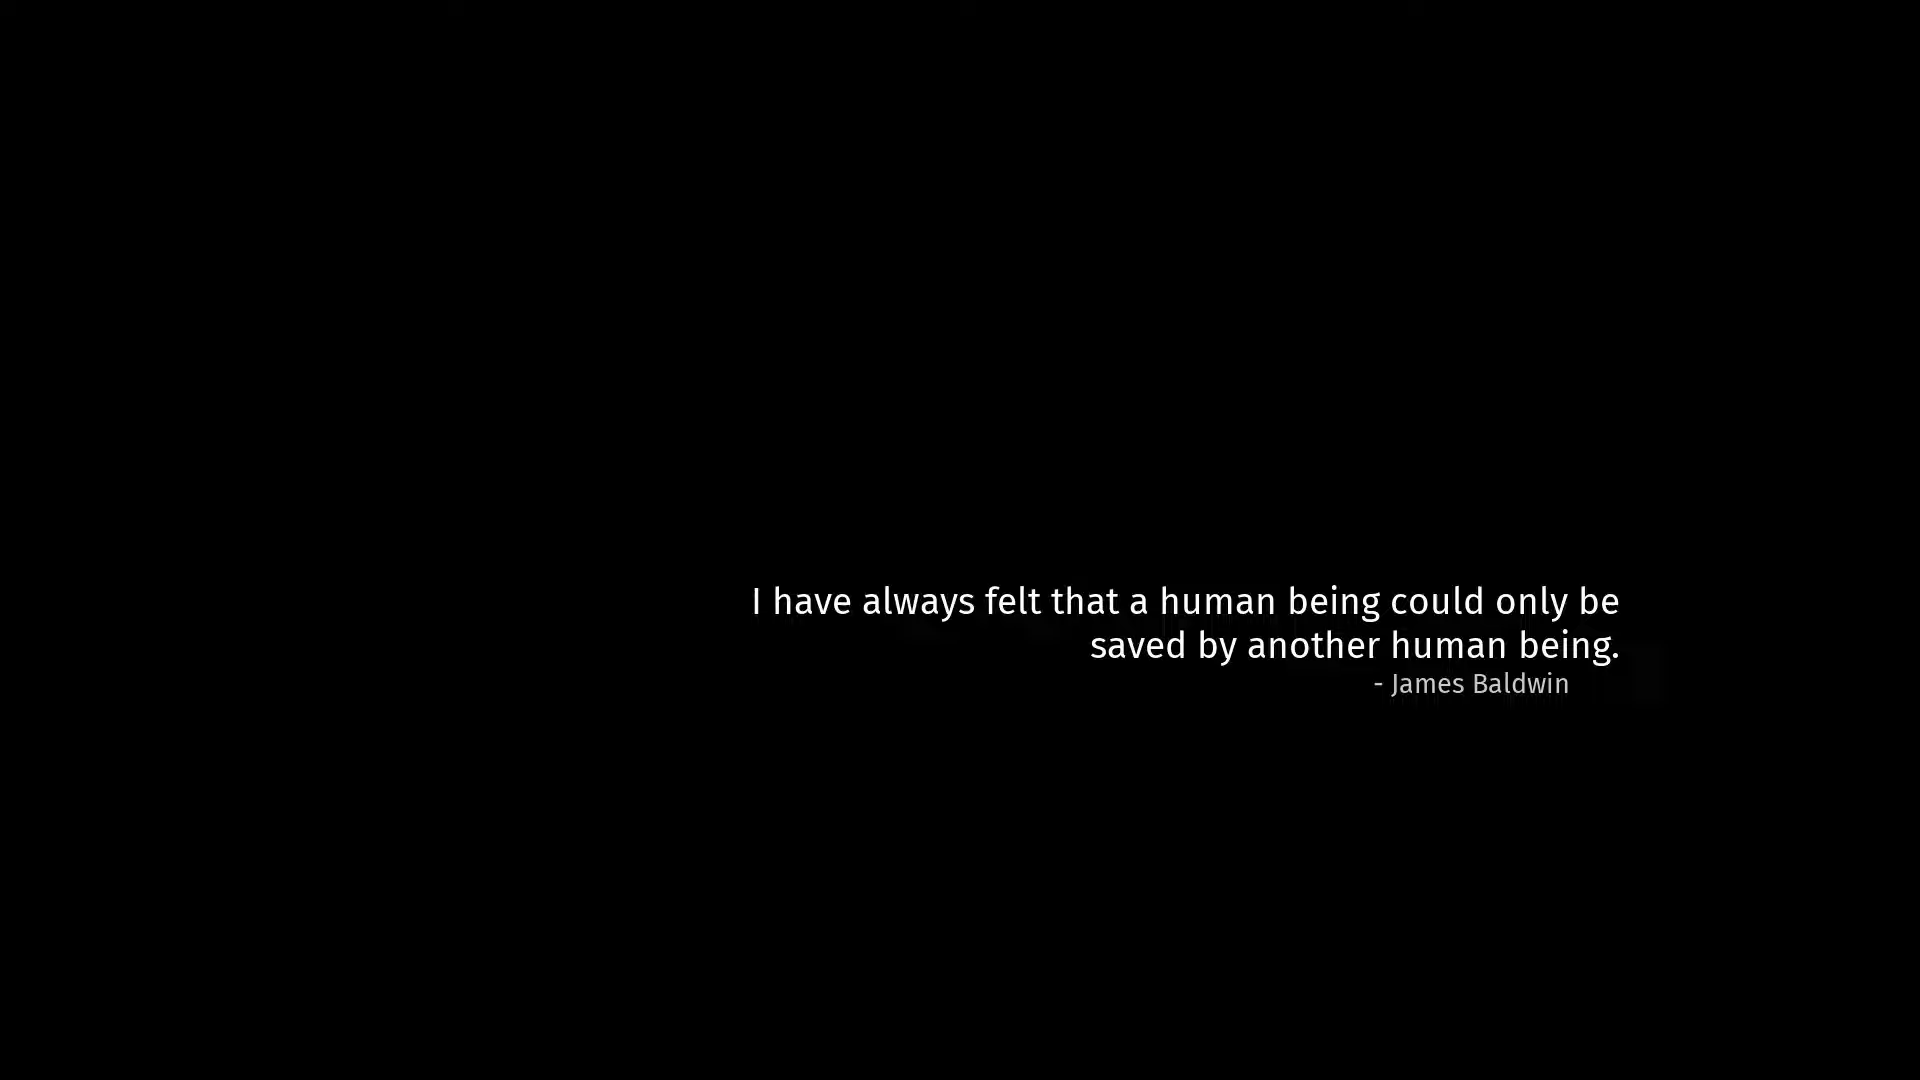 I have always felt that a human being could only be
saved by another human being.
- James Baldwin